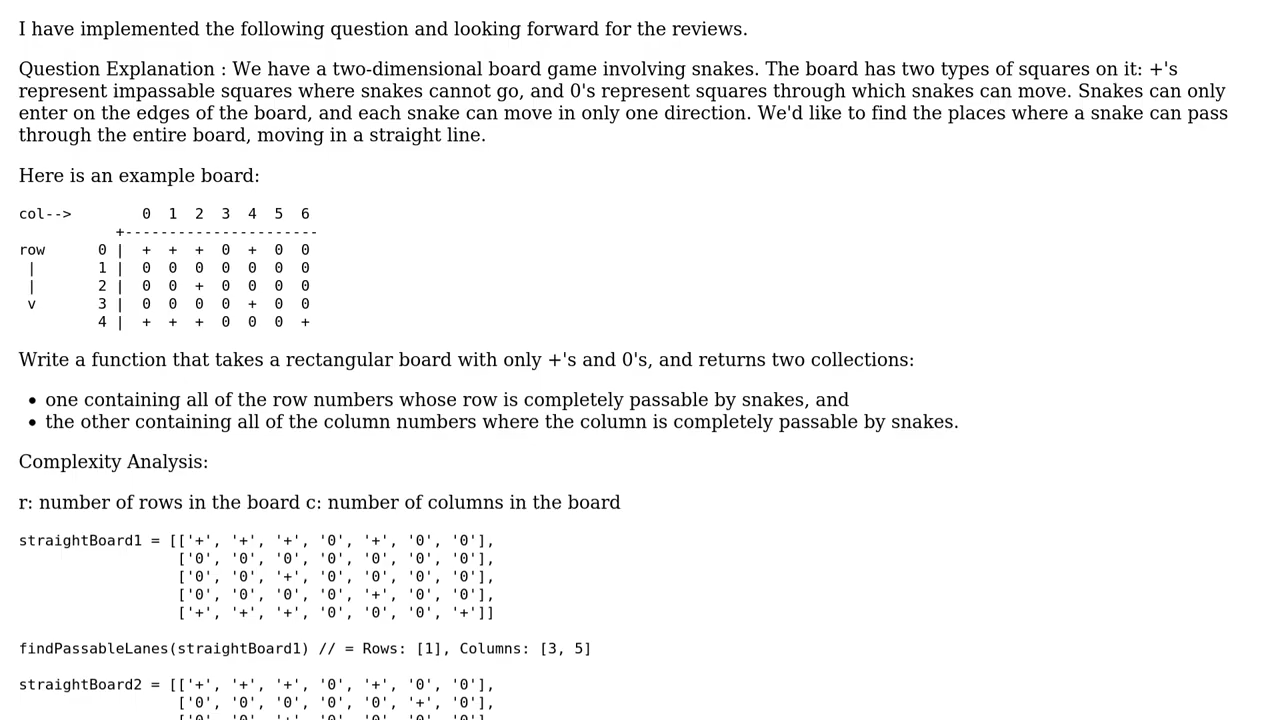 I have implemented the following question and looking forward for the reviews.
Question Explanation : We have a two-dimensional board game involving snakes. The board has two types of squares on it: +'s
represent impassable squares where snakes cannot go, and 0's represent squares through which snakes can move. Snakes can only
enter on the edges of the board, and each snake can move in only one direction. We'd like to find the places where a snake can pass
through the entire board, moving in a straight line.
Here is an example board:
col-->        0  1  2  3  4  5  6
           +----------------------
row      0 |  +  +  +  0  +  0  0
 |       1 |  0  0  0  0  0  0  0
 |       2 |  0  0  +  0  0  0  0
 v       3 |  0  0  0  0  +  0  0
         4 |  +  +  +  0  0  0  +
Write a function that takes a rectangular board with only +'s and 0's, and returns two collections:
• one containing all of the row numbers whose row is completely passable by snakes, and
• the other containing all of the column numbers where the column is completely passable by snakes.
Complexity Analysis:
r: number of rows in the board c: number of columns in the board
straightBoard1 = [['+', '+', '+', '0', '+', '0', '0'],
                  ['0', '0', '0', '0', '0', '0', '0'],
                  ['0', '0', '+', '0', '0', '0', '0'],
                  ['0', '0', '0', '0', '+', '0', '0'],
                  ['+', '+', '+', '0', '0', '0', '+']]
findPassableLanes(straightBoard1) // = Rows: [1], Columns: [3, 5]
straightBoard2 = [['+', '+', '+', '0', '+', '0', '0'],
                  ['0', '0', '0', '0', '0', '+', '0'],
                  ['0', '0', '+', '0', '0', '0', '0'],